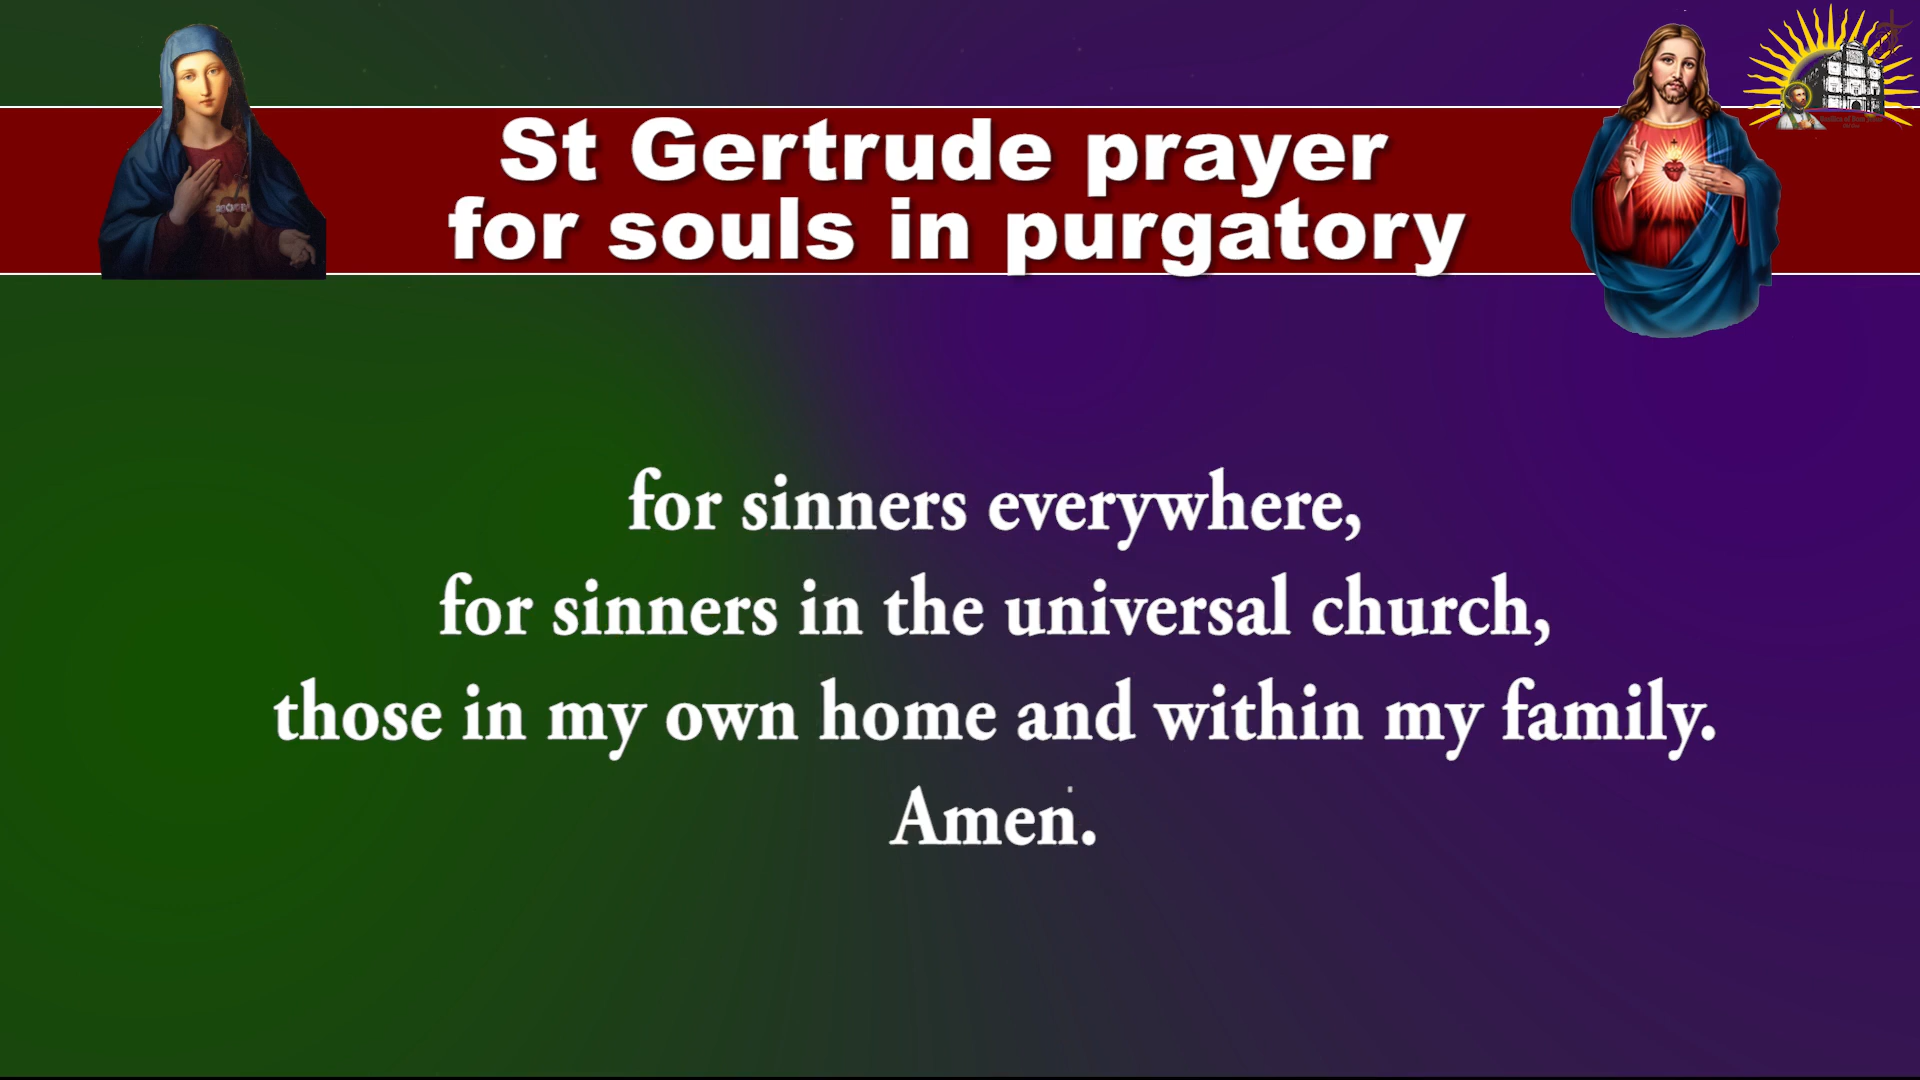 St Gertrude prayer
for souls in purgatory
for sinners everywhere,
for sinners in the universal church,
those in my own home and within my family.
Amen.